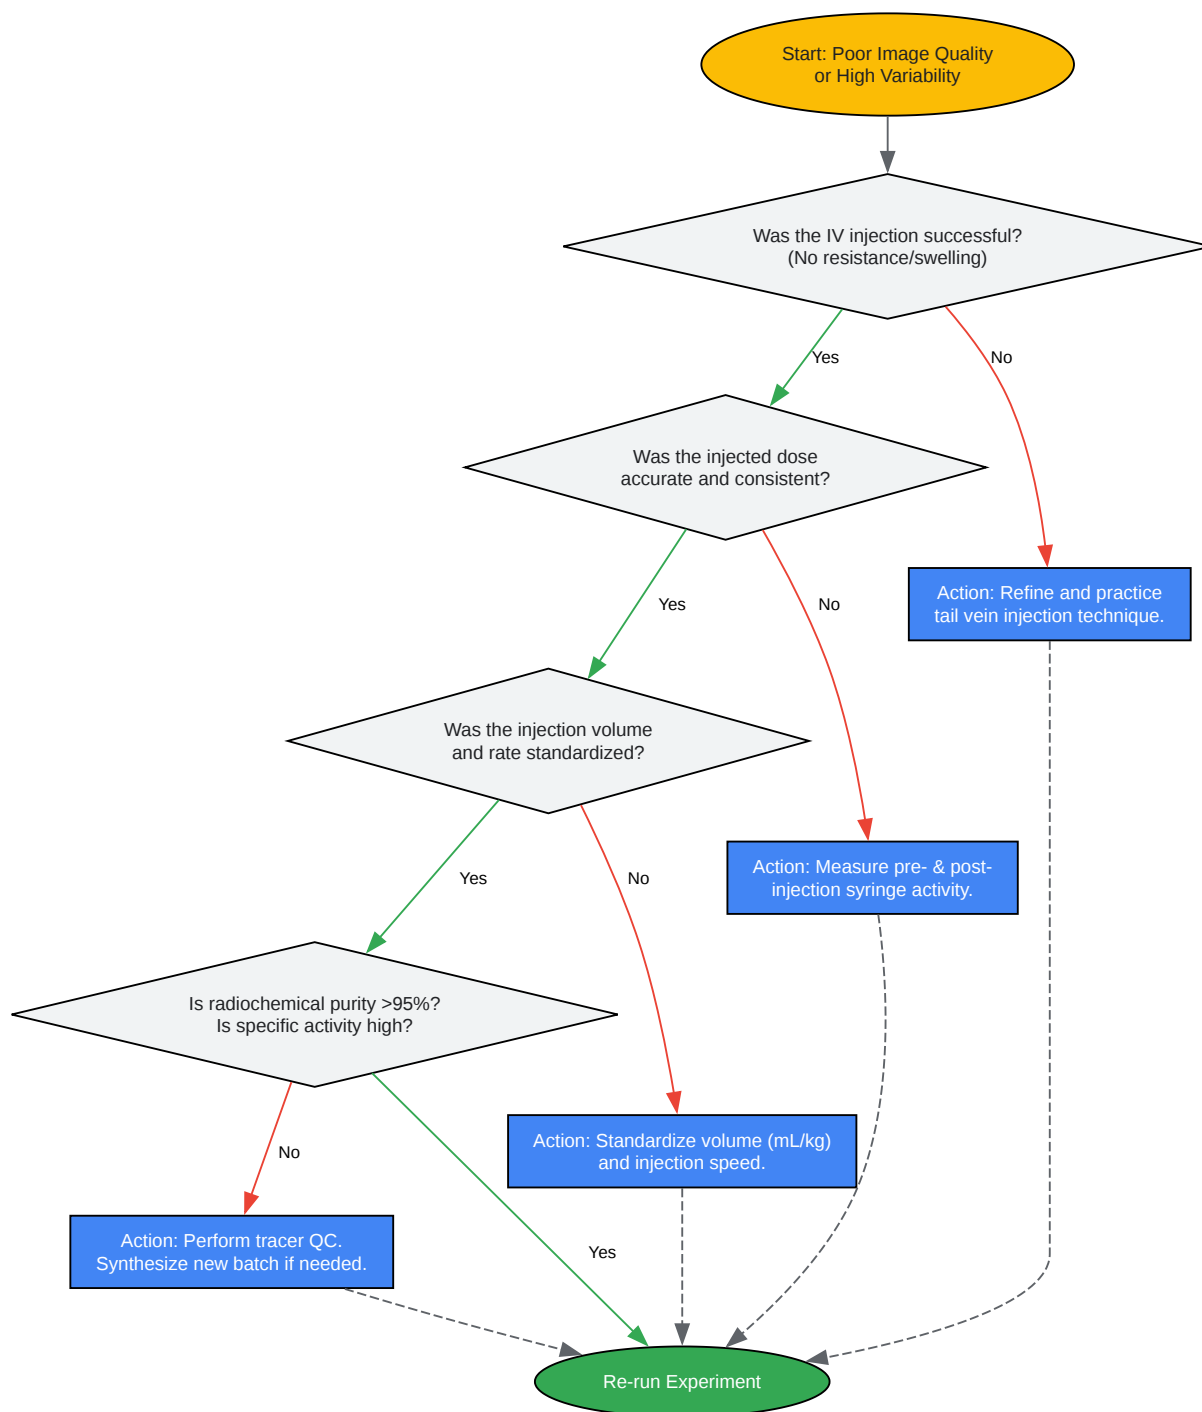 Start: Poor Image Quality
or High Variability
Was the IV injection successful?
(No resistance/swelling)
Yes
No
Was the injected dose
accurate and consistent?
Action: Refine and practice
tail vein injection technique.
Yes
No
Was the injection volume
and rate standardized?
Action: Measure pre- & post-
injection syringe activity.
Yes
No
Is radiochemical purity >95%?
Is specific activity high?
Action: Standardize volume (mL/kg)
and injection speed.
No
Yes
Action: Perform tracer QC.
Synthesize new batch if needed.
Re-run Experiment